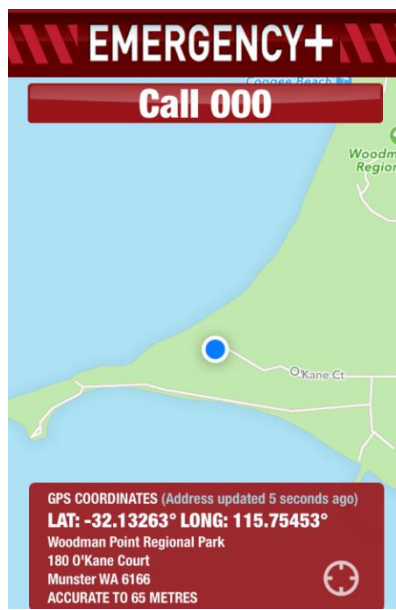 EMERGENCY+
Coogee Beach
Call 000
Woodm
Region
O'Kane Ct
GPS COORDINATES (Address updated 5 seconds ago)
LAT: -32.13263° LONG: 115.75453°
Woodman Point Regional Park
180 O'Kane Court
Munster WA 6166
ACCURATE TO 65 METRES